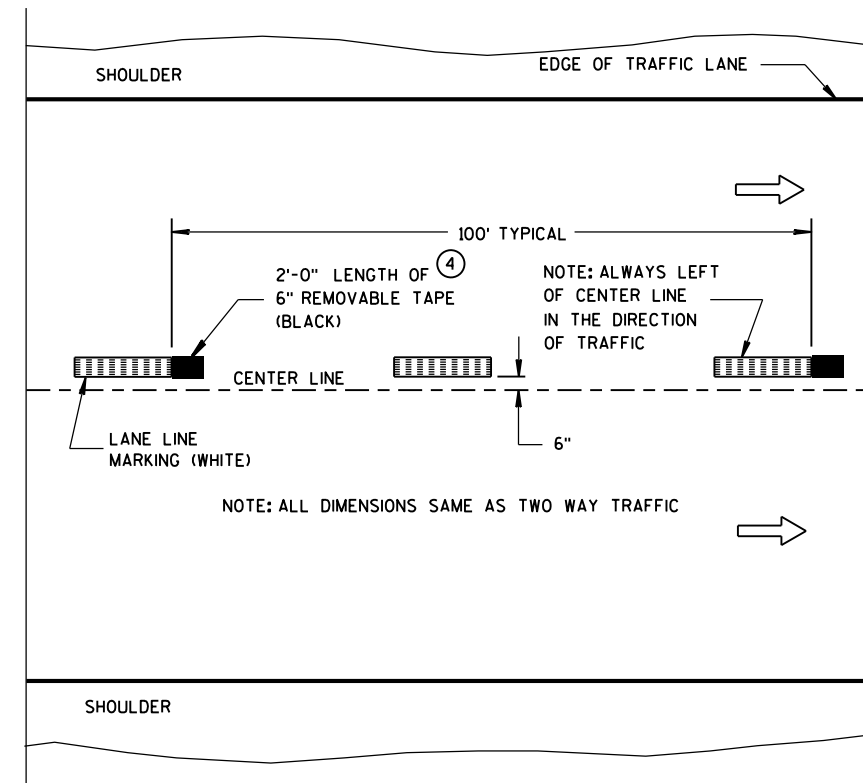 SHOULDER
EDGE OF TRAFFIC LANE
100' TYPICAL
2'-0" LENGTH OF ④
6" REMOVABLE TAPE
(BLACK)
NOTE: ALWAYS LEFT
OF CENTER LINE
IN THE DIRECTION
OF TRAFFIC
CENTER LINE
LANE LINE
MARKING (WHITE)
6"
NOTE: ALL DIMENSIONS SAME AS TWO WAY TRAFFIC
SHOULDER